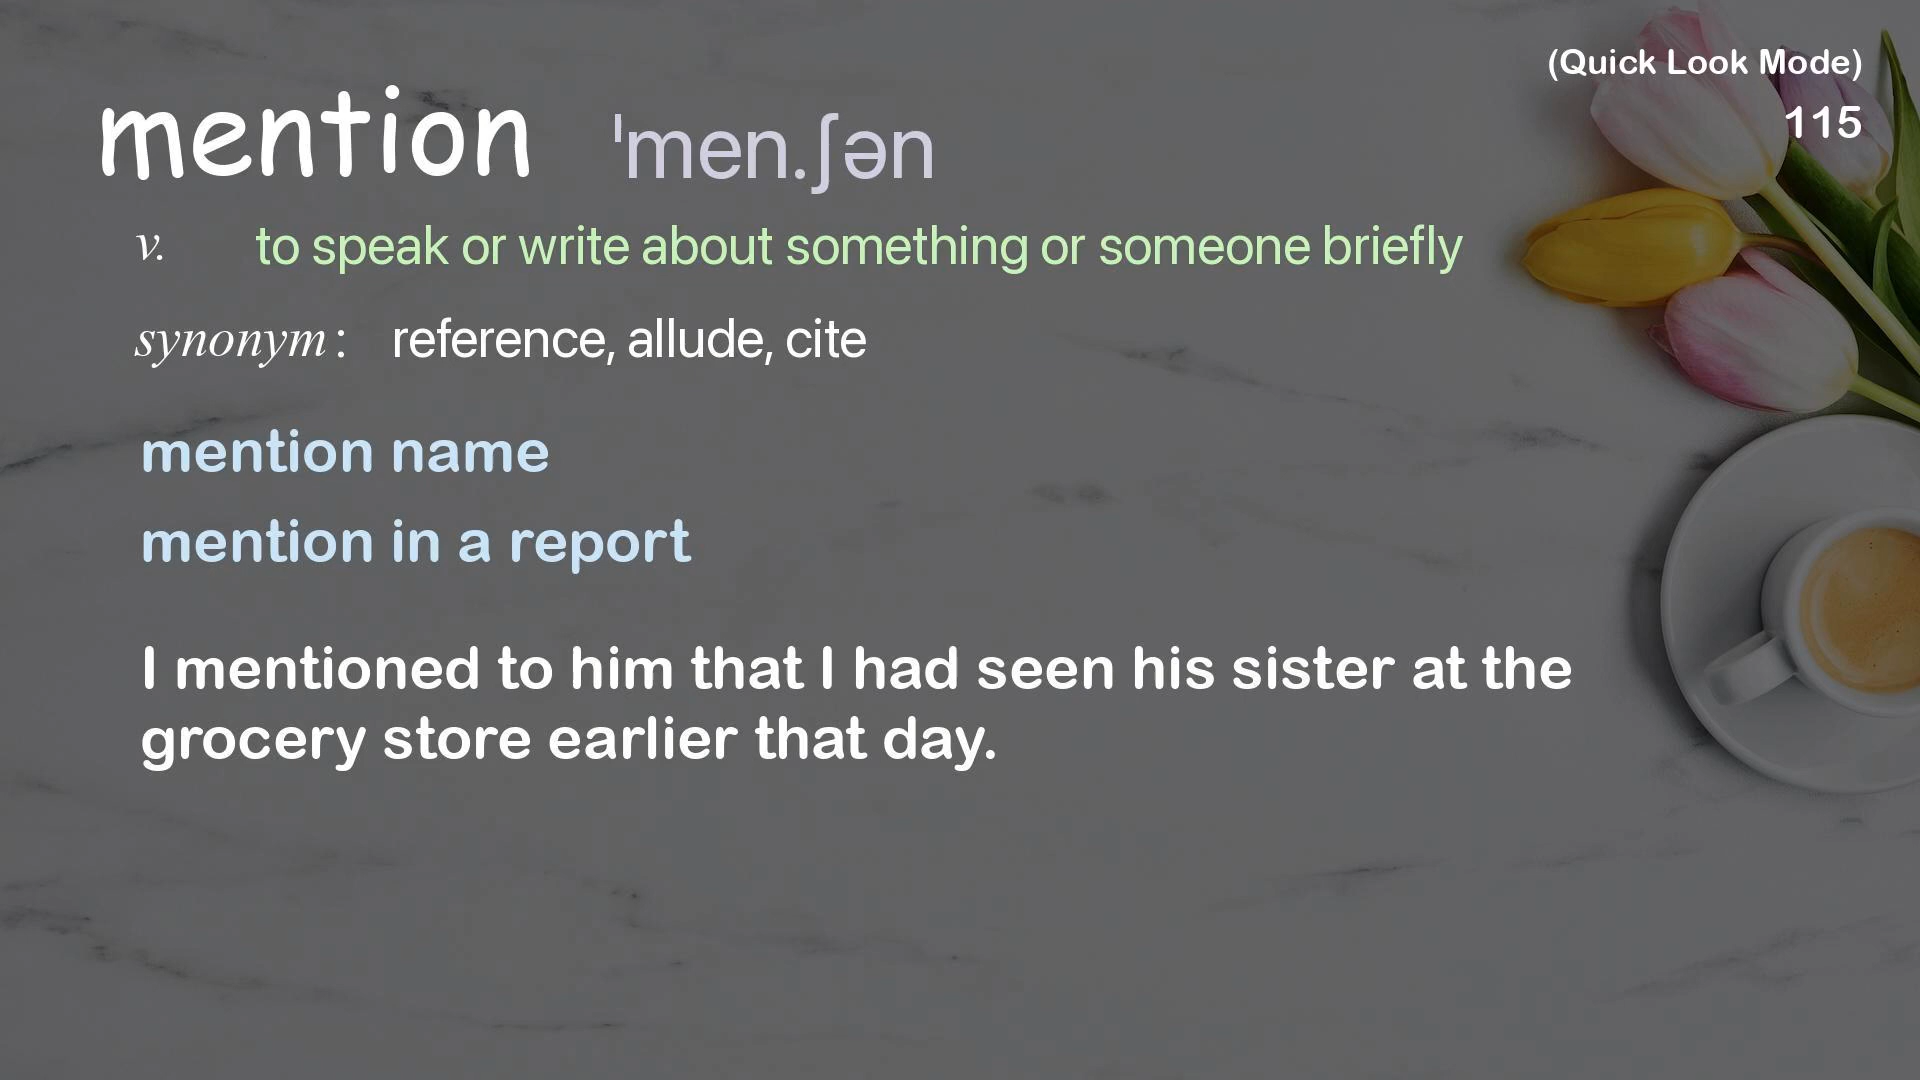 (Quick Look Mode)
115
mention ˈmen.ʃən
v. to speak or write about something or someone briefly
synonym : reference, allude, cite
mention name
mention in a report
I mentioned to him that I had seen his sister at the
grocery store earlier that day.